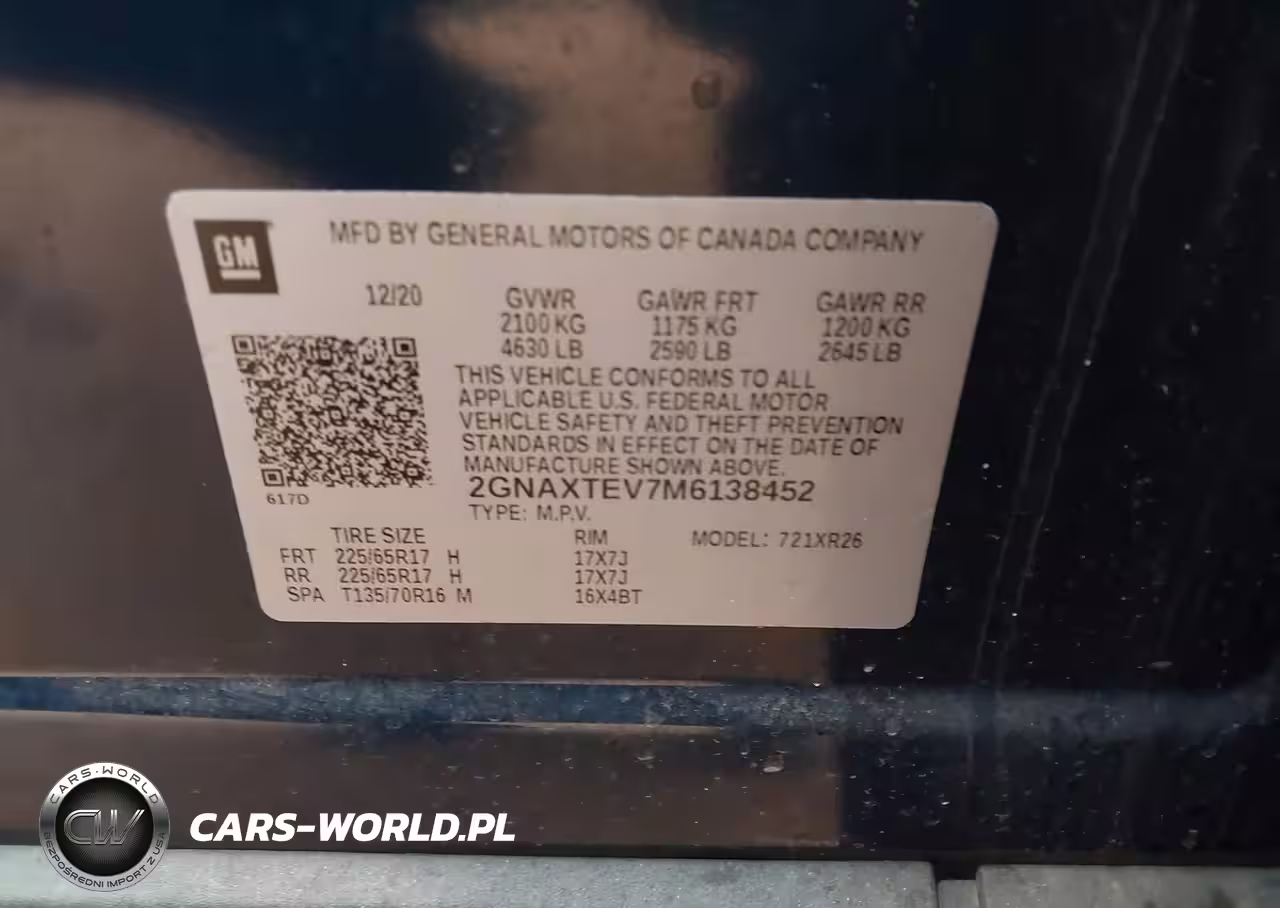 GM
MFD BY GENERAL MOTORS OF CANADA COMPANY
12/20
GVWR GAWR FRT GAWR RR
2100 KG 1175 KG 1200 KG
4630 LB 2590 LB 2645 LB
THIS VEHICLE CONFORMS TO ALL
APPLICABLE U.S. FEDERAL MOTOR
VEHICLE SAFETY AND THEFT PREVENTION
STANDARDS IN EFFECT ON THE DATE OF
MANUFACTURE SHOWN ABOVE.
617D
2GNAXTEV7M6138452
TYPE: M.P.V.
TIRE SIZE RIM MODEL: 721XR26
FRT 225/65R17 H 17X7J
RR 225/65R17 H 17X7J
SPA T135/70R16 M 16X4BT
CARS-WORLD
CW
BEZPOŚREDNI IMPORT Z USA
CARS-WORLD.PL